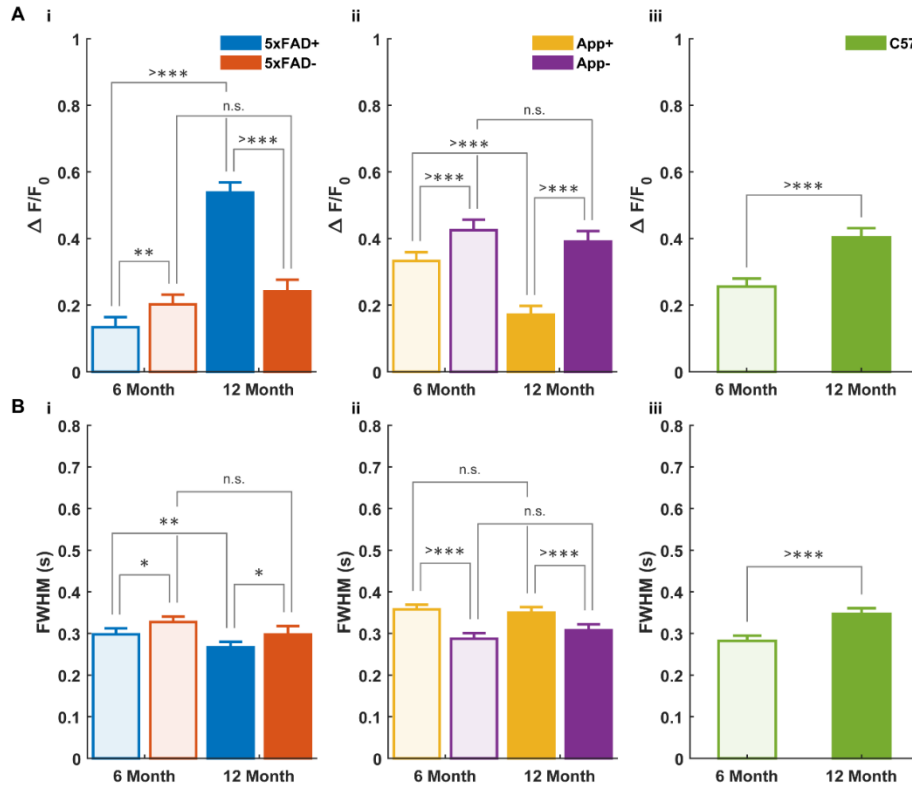 A
i
ii
iii
5xFAD+
5xFAD-
App+
App-
C57
1
0.8
0.6
0.4
0.2
0
Δ F/F0
>***
n.s.
>***
**
6 Month 12 Month
1
0.8
0.6
0.4
0.2
0
Δ F/F0
n.s.
>***
>***
>***
6 Month 12 Month
1
0.8
0.6
0.4
0.2
0
Δ F/F0
>***
6 Month 12 Month
B
i
ii
iii
0.8
0.7
0.6
0.5
0.4
0.3
0.2
0.1
0
FWHM (s)
n.s.
**
*
*
6 Month 12 Month
0.8
0.7
0.6
0.5
0.4
0.3
0.2
0.1
0
FWHM (s)
n.s.
n.s.
>***
>***
6 Month 12 Month
0.8
0.7
0.6
0.5
0.4
0.3
0.2
0.1
0
FWHM (s)
>***
6 Month 12 Month